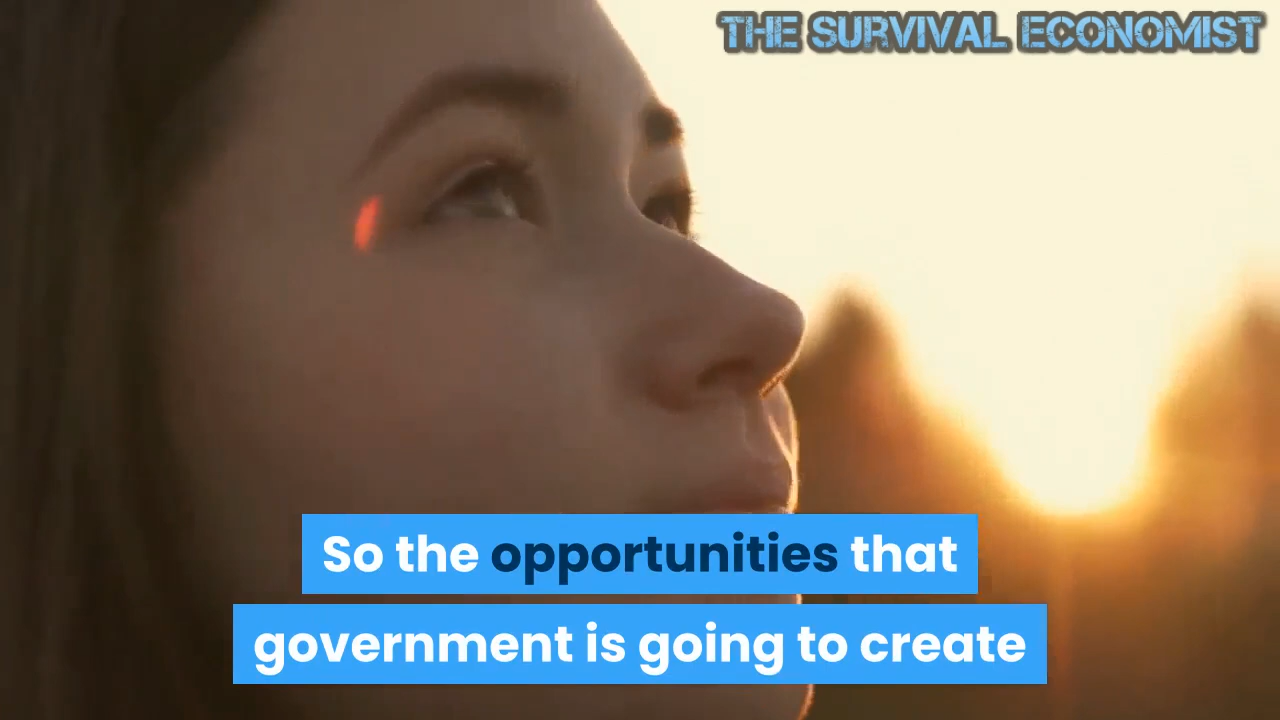 THE SURVIVAL ECONOMIST
So the opportunities that
government is going to create